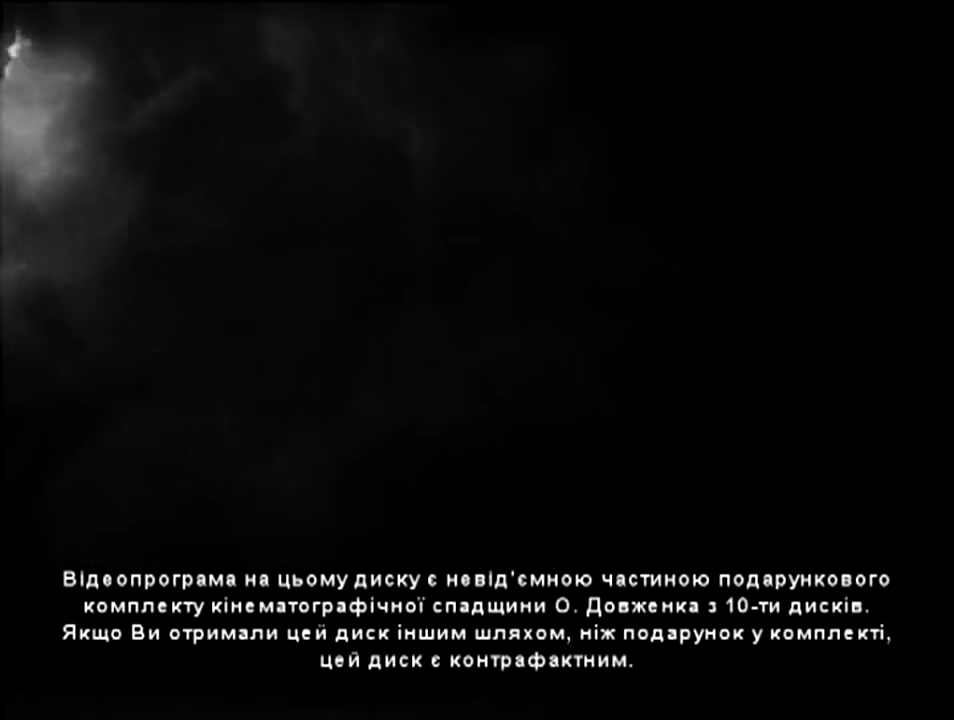 Відеопрограма на цьому диску є невід'ємною частиною подарункового
комплекту кінематографічної спадщини О. Довженка з 10-ти дисків.
Якщо Ви отримали цей диск іншим шляхом, ніж подарунок у комплекті,
цей диск є контрафактним.